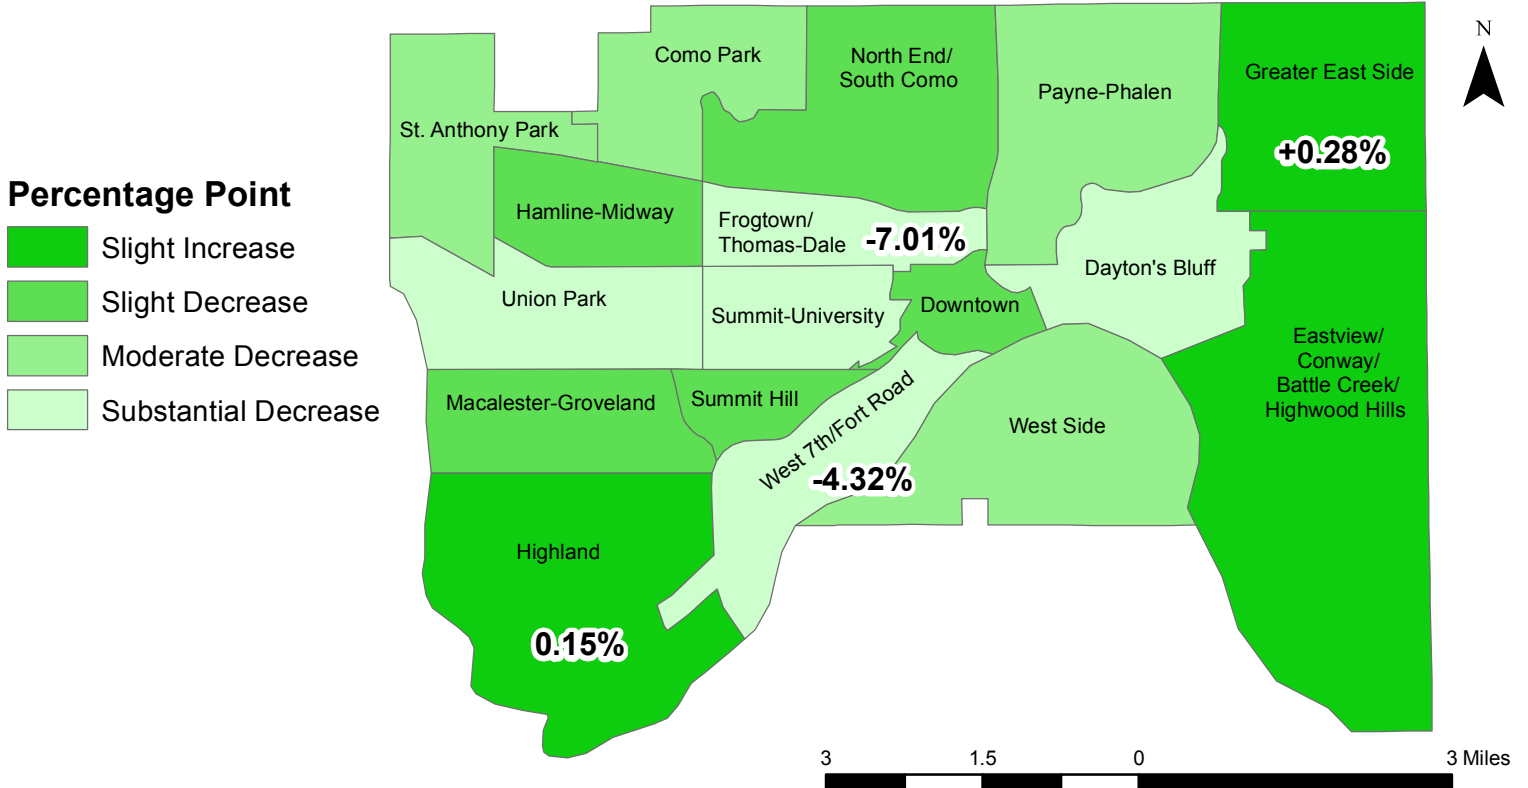 N
Como Park
North End/
South Como
Payne-Phalen
Greater East Side
+0.28%
St. Anthony Park
Percentage Point
Slight Increase
Slight Decrease
Moderate Decrease
Substantial Decrease
Hamline-Midway
Frogtown/
Thomas-Dale
-7.01%
Dayton's Bluff
Union Park
Summit-University
Downtown
Eastview/
Conway/
Battle Creek/
Highwood Hills
Macalester-Groveland
Summit Hill
West 7th/Fort Road
-4.32%
West Side
Highland
0.15%
3 1.5 0 3 Miles